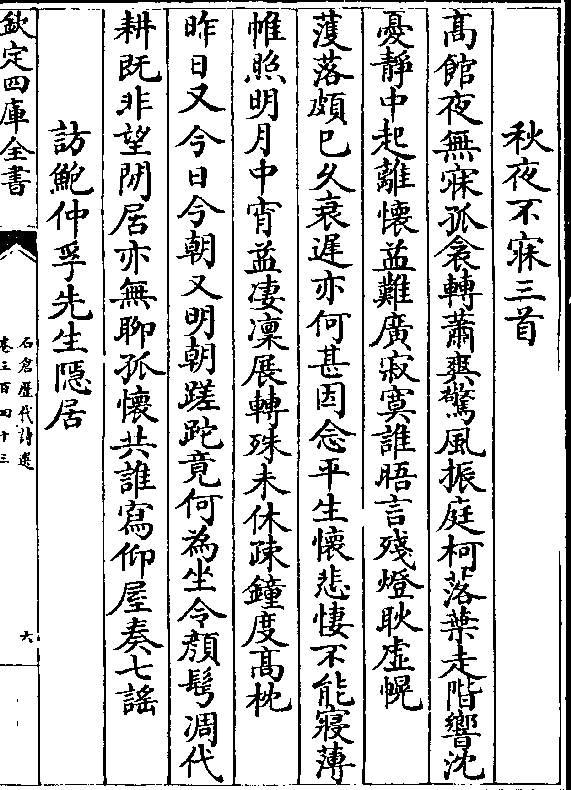 秋夜不寐三首
高館夜無寐孤衾轉蕭爽驚風振庭柯落葉走階響沈
憂靜中起離懷益難廣寂寞誰晤言殘燈耿虛幌
濩落頗巳久衰遲亦何甚因念平生懷悲悽不能寢薄
帷照明月中宵益凄凜展轉殊未休疎鐘度高枕
昨日又今日今朝又明朝蹉跎竟何為坐令顏髩凋代
耕既非望閒居亦無聊孤懷共誰寫仰屋奏七謠
訪鮑仲孚先生隱居
欽定四庫全書
石倉歴代詩選
卷三百四十三
六